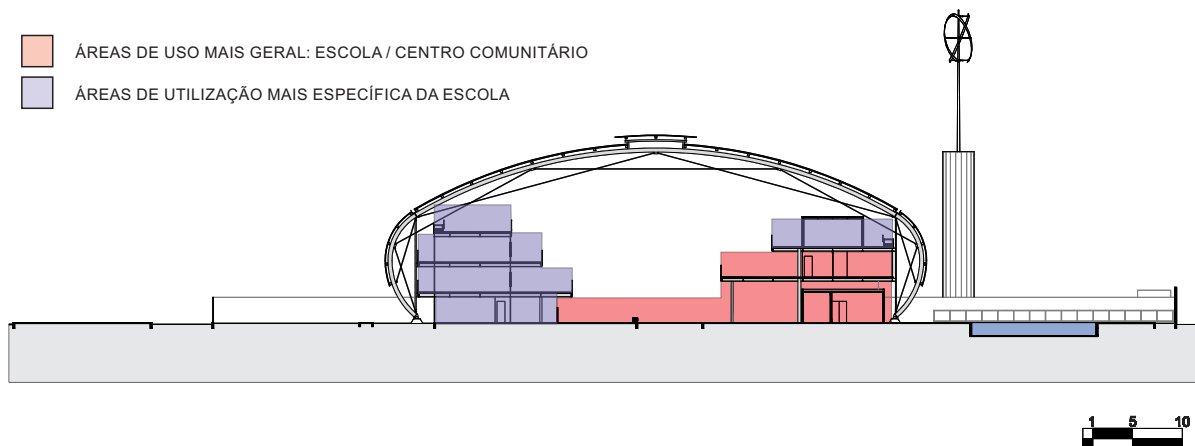 ÁREAS DE USO MAIS GERAL: ESCOLA / CENTRO COMUNITÁRIO
ÁREAS DE UTILIZAÇÃO MAIS ESPECÍFICA DA ESCOLA
1 5 10